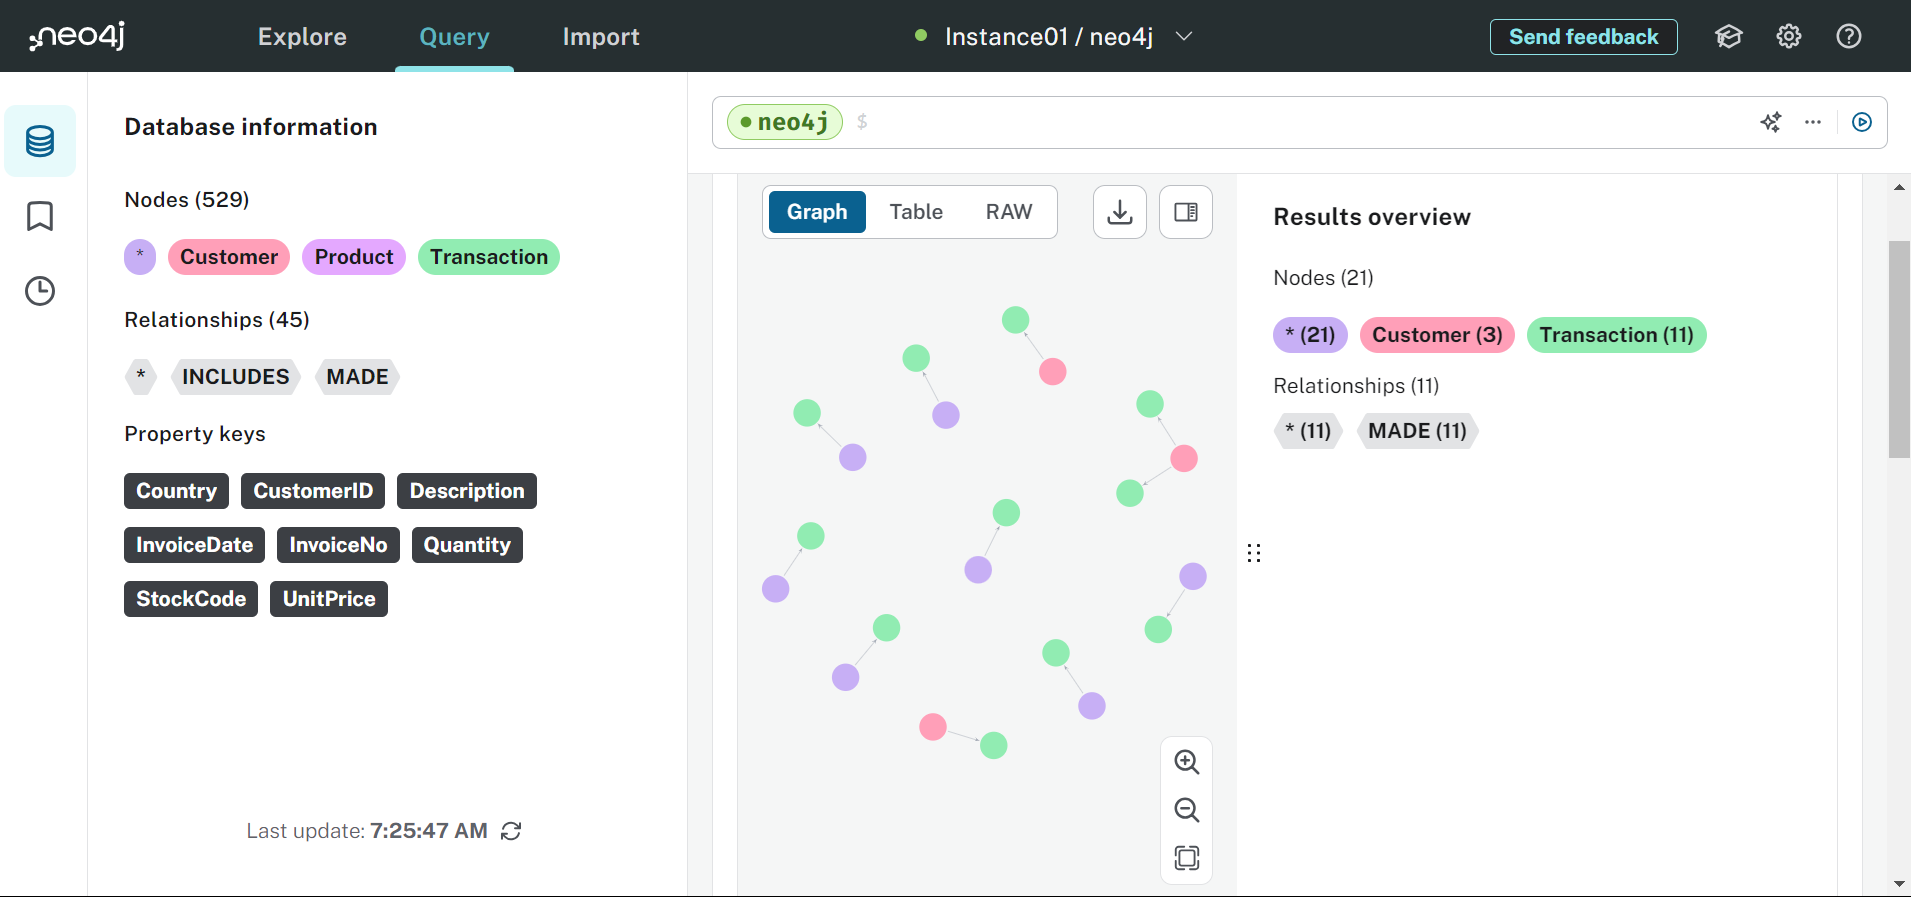 neo4j Explore Query Import Instance01 / neo4j Send feedback
Database information
Nodes (529)
* Customer Product Transaction
Relationships (45)
* INCLUDES MADE
Property keys
Country CustomerID Description
InvoiceDate InvoiceNo Quantity
StockCode UnitPrice
Last update: 7:25:47 AM
neo4j $
Graph Table RAW
Results overview
Nodes (21)
* (21) Customer (3) Transaction (11)
Relationships (11)
* (11) MADE (11)